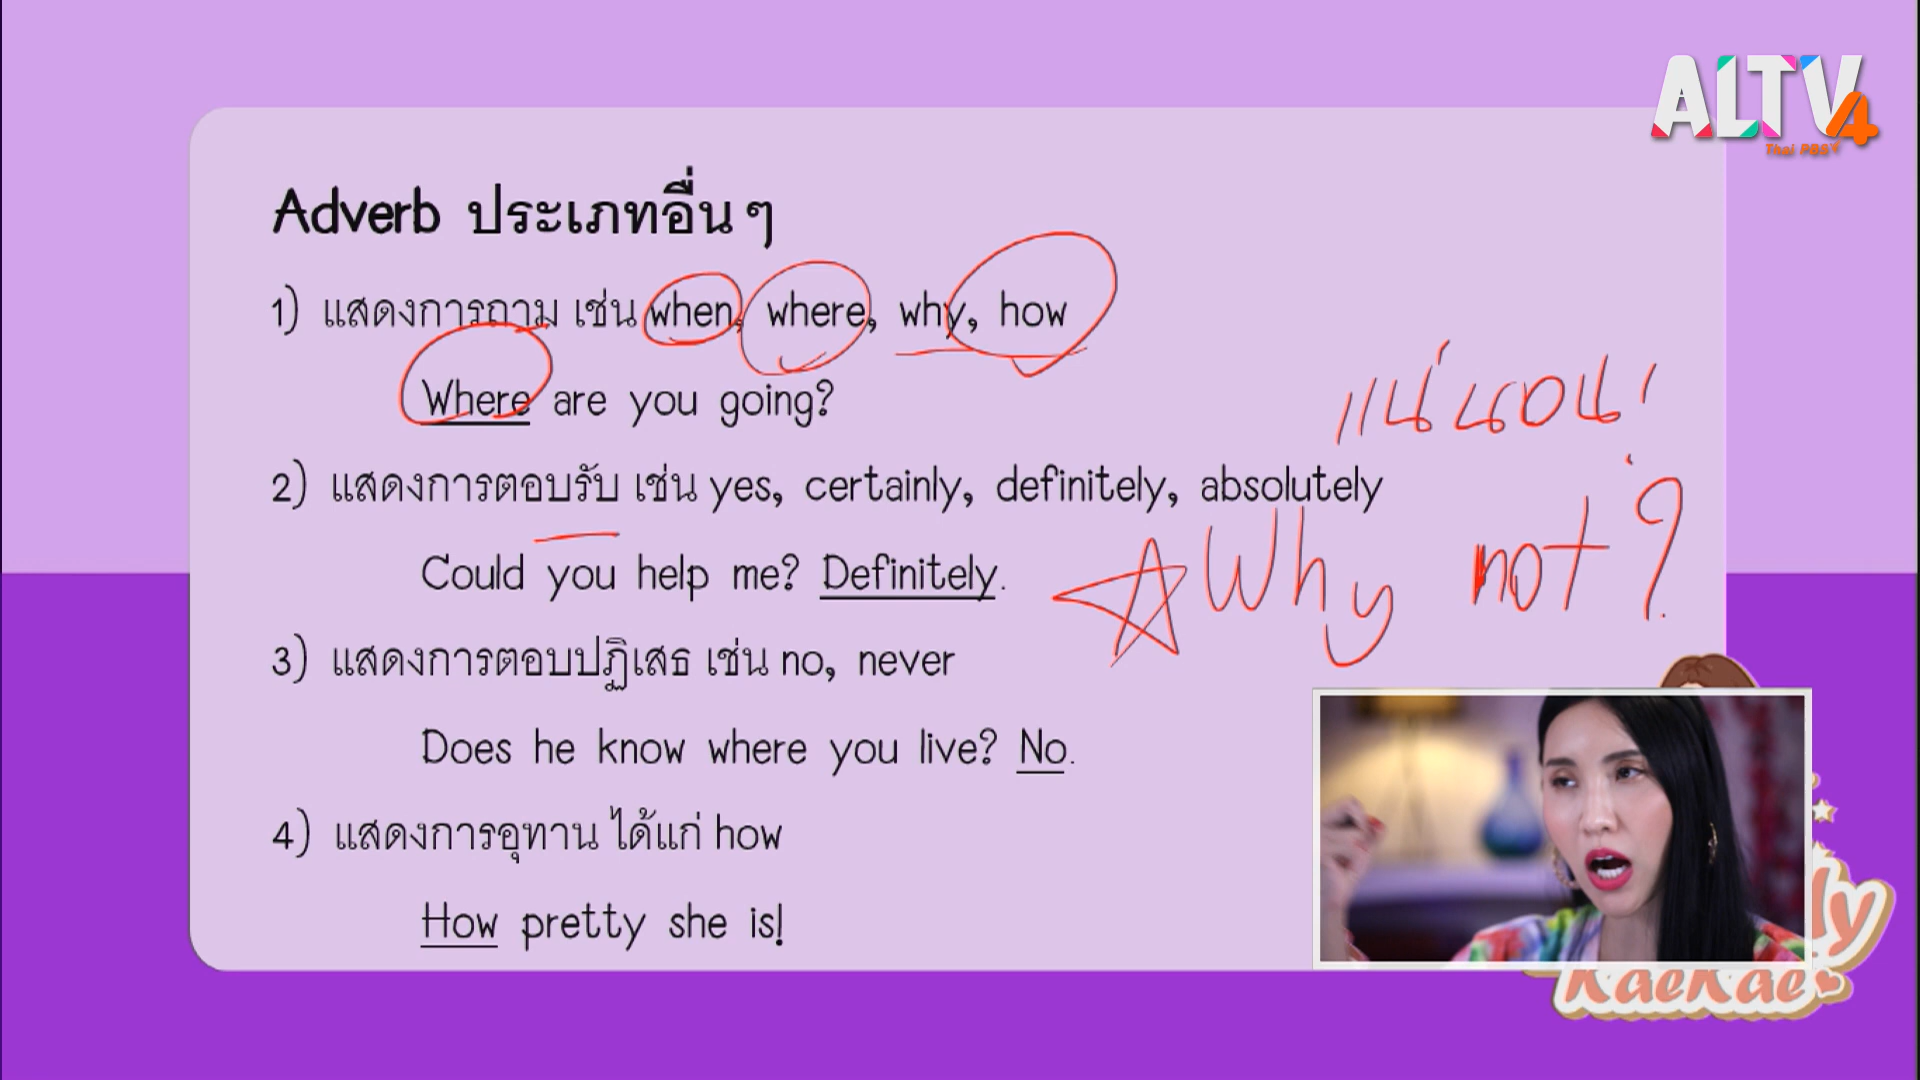 ALTV4
Thai PBS
Adverb ประเภทอื่น ๆ
1) แสดงการถาม เช่น when, where, why, how
Where are you going?
แน่นอน!
2) แสดงการตอบรับ เช่น yes, certainly, definitely, absolutely
Why not?
Could you help me? Definitely.
3) แสดงการตอบปฏิเสธ เช่น no, never
Does he know where you live? No.
4) แสดงการอุทาน ได้แก่ how
How pretty she is!
ly
KaeKae